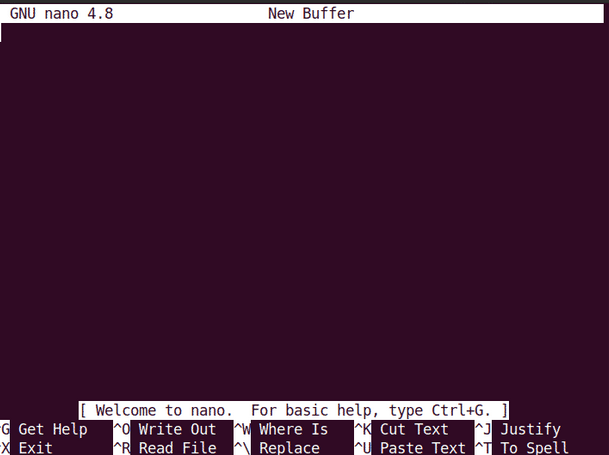 GNU nano 4.8 New Buffer
[ Welcome to nano.  For basic help, type Ctrl+G. ]
^G Get Help ^O Write Out ^W Where Is ^K Cut Text ^J Justify
^X Exit ^R Read File ^\ Replace ^U Paste Text ^T To Spell